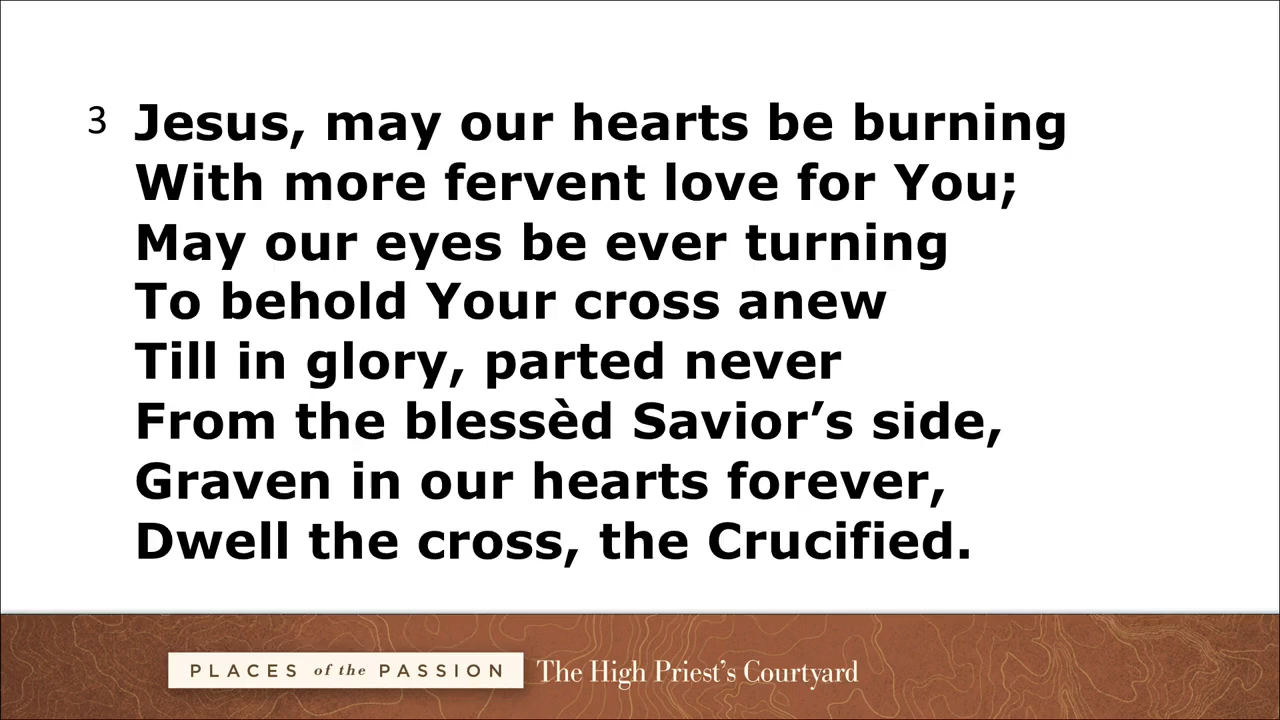 3 Jesus, may our hearts be burning
With more fervent love for You;
May our eyes be ever turning
To behold Your cross anew
Till in glory, parted never
From the blessèd Savior’s side,
Graven in our hearts forever,
Dwell the cross, the Crucified.
PLACES of the PASSION The High Priest’s Courtyard